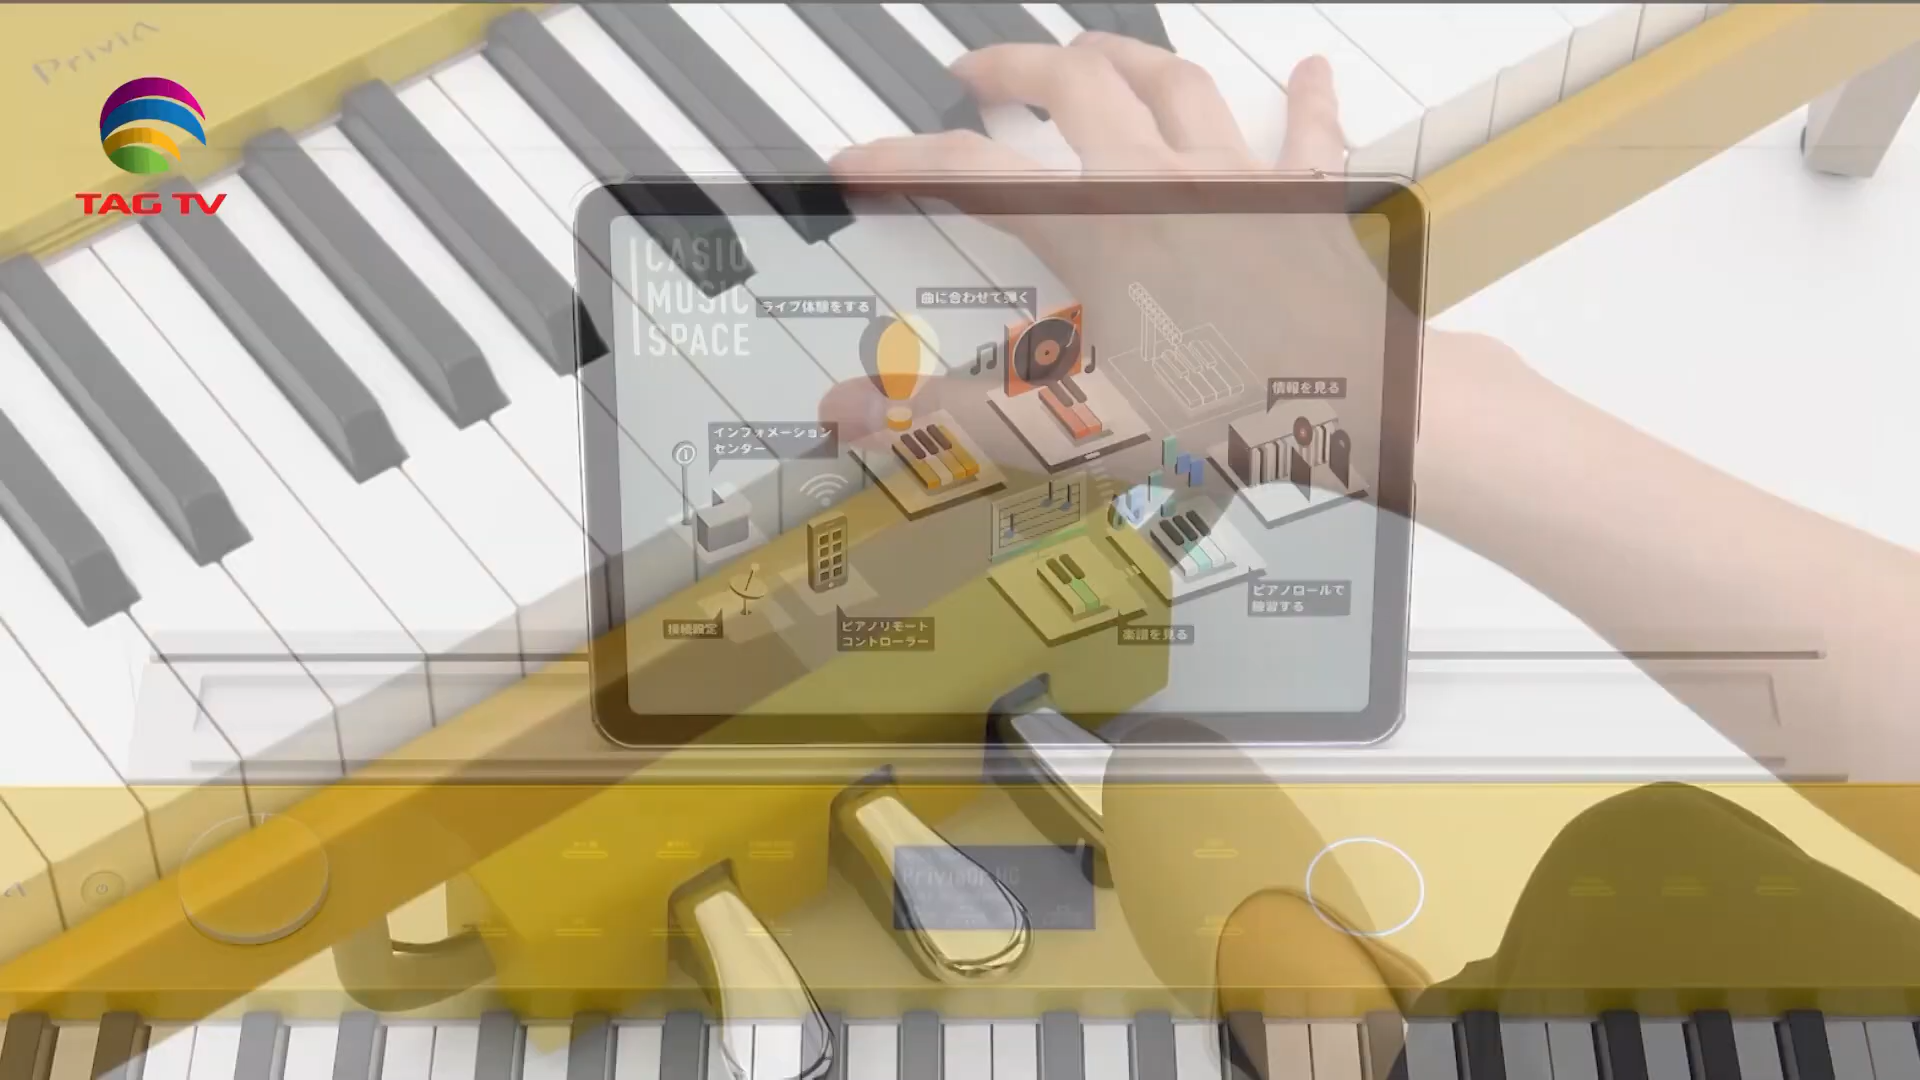 Privia
TAG TV
CASIO
MUSIC
SPACE
ライブ体験をする
曲に合わせて弾く
情報を見る
インフォメーション
センター
接続設定
ピアノリモート
コントローラー
楽譜を見る
ピアノロールで
練習する